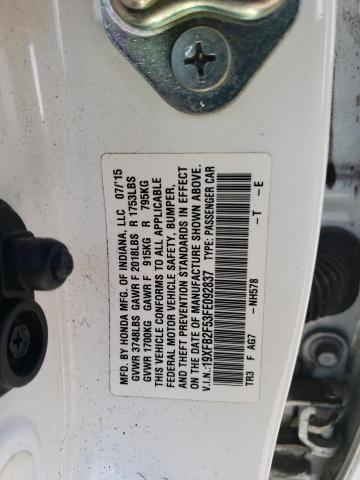 MFD. BY HONDA MFG. OF INDIANA, LLC 07/'15
GVWR 3748LBS GAWR F 2018LBS R 1753LBS
GVWR 1700KG GAWR F 915KG R 795KG
THIS VEHICLE CONFORMS TO ALL APPLICABLE
FEDERAL MOTOR VEHICLE SAFETY, BUMPER,
AND THEFT PREVENTION STANDARDS IN EFFECT
ON THE DATE OF MANUFACTURE SHOWN ABOVE.
V.I.N.:19XFB2F53FE092837 TYPE: PASSENGER CAR
TR3 F AG7 -NH578 -T -E